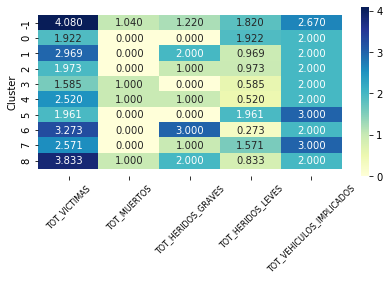 -1 4.080 1.040 1.220 1.820 2.670
0 1.922 0.000 0.000 1.922 2.000
1 2.969 0.000 2.000 0.969 2.000
2 1.973 0.000 1.000 0.973 2.000
3 1.585 1.000 0.000 0.585 2.000
4 2.520 1.000 1.000 0.520 2.000
5 1.961 0.000 0.000 1.961 3.000
6 3.273 0.000 3.000 0.273 2.000
7 2.571 0.000 1.000 1.571 3.000
8 3.833 1.000 2.000 0.833 2.000
Cluster
TOT_VICTIMAS
TOT_MUERTOS
TOT_HERIDOS_GRAVES
TOT_HERIDOS_LEVES
TOT_VEHICULOS_IMPLICADOS
4
3
2
1
0